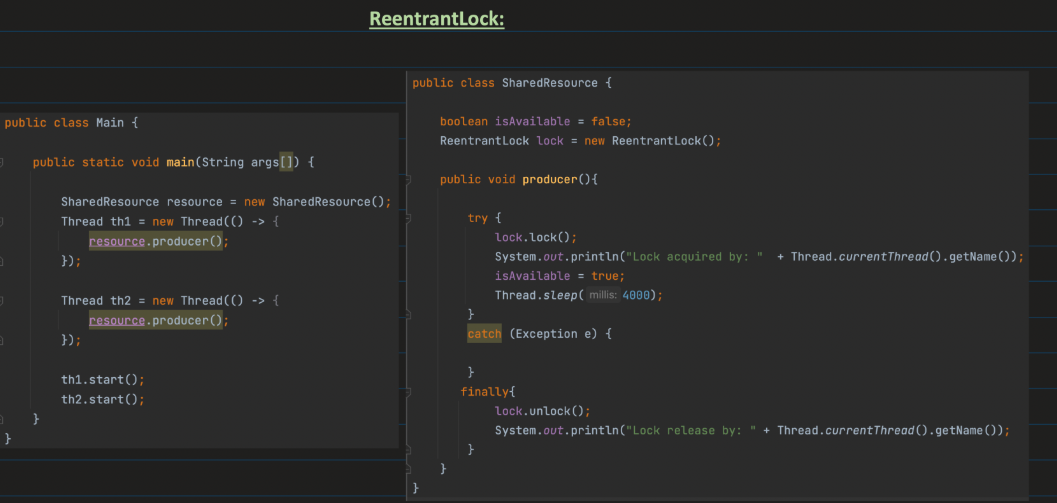 ReentrantLock:
public class Main {
public static void main(String args[]) {
SharedResource resource = new SharedResource();
Thread th1 = new Thread(() -> {
resource.producer();
});
Thread th2 = new Thread(() -> {
resource.producer();
});
th1.start();
th2.start();
}
}
public class SharedResource {
boolean isAvailable = false;
ReentrantLock lock = new ReentrantLock();
public void producer(){
try {
lock.lock();
System.out.println("Lock acquired by: "  + Thread.currentThread().getName());
isAvailable = true;
Thread.sleep( millis: 4000);
}
catch (Exception e) {
}
finally{
lock.unlock();
System.out.println("Lock release by: " + Thread.currentThread().getName());
}
}
}